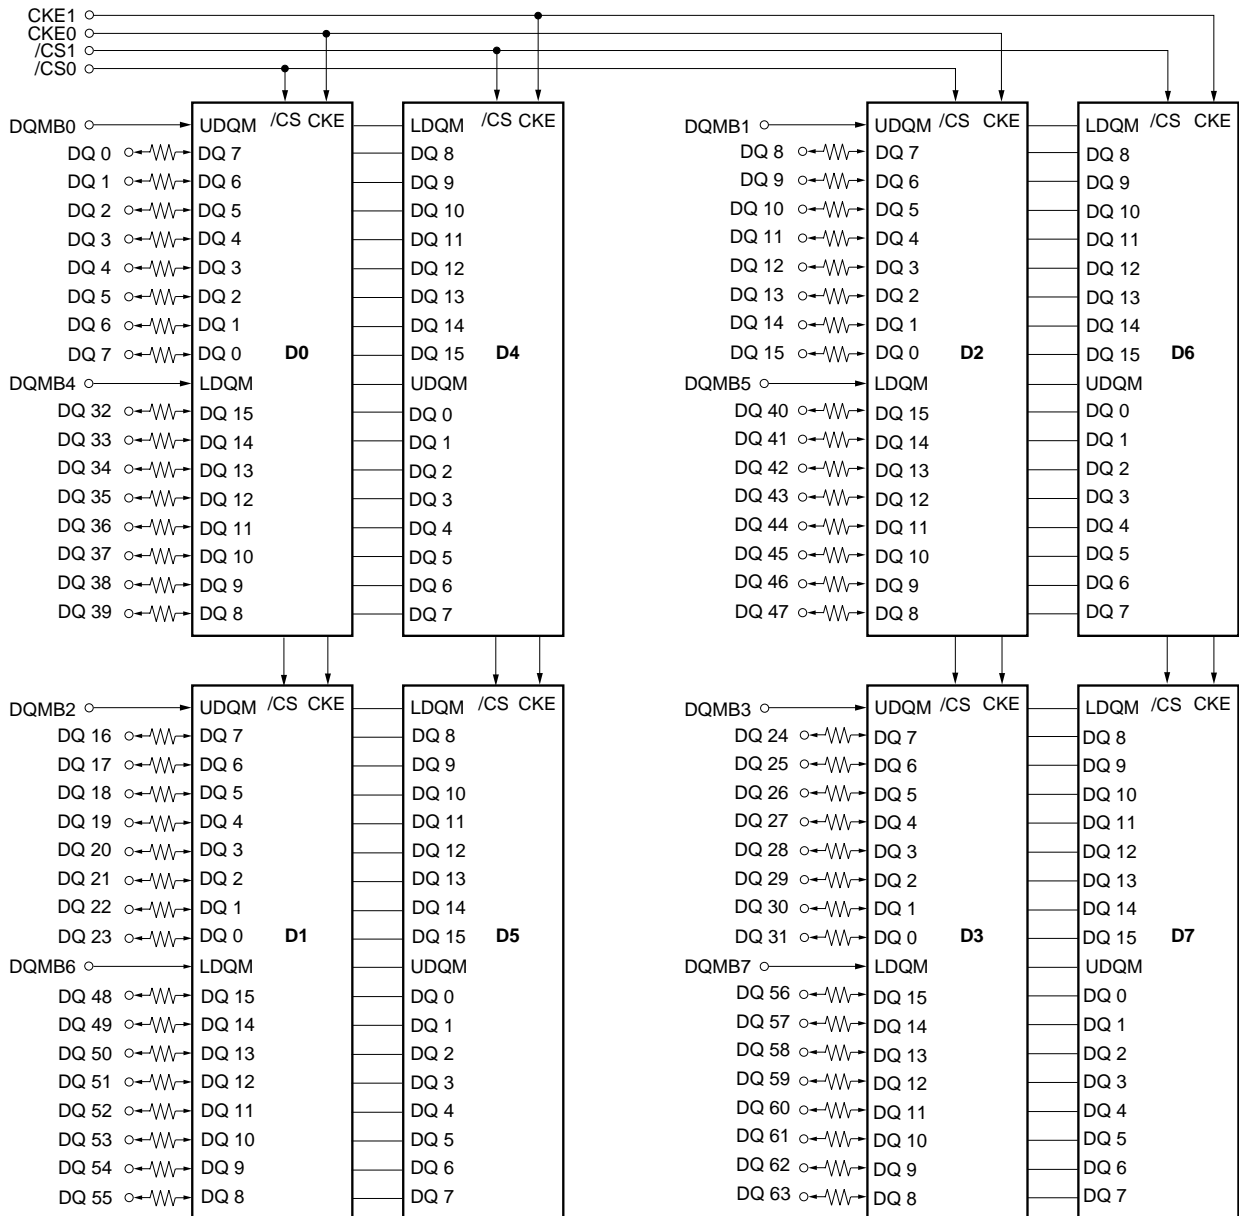 CKE1
CKE0
/CS1
/CS0
DQMB0 UDQM /CS CKE LDQM /CS CKE DQMB1 UDQM /CS CKE LDQM /CS CKE
DQ 0 DQ 7 DQ 8 DQ 8 DQ 7 DQ 8
DQ 1 DQ 6 DQ 9 DQ 9 DQ 6 DQ 9
DQ 2 DQ 5 DQ 10 DQ 10 DQ 5 DQ 10
DQ 3 DQ 4 DQ 11 DQ 11 DQ 4 DQ 11
DQ 4 DQ 3 DQ 12 DQ 12 DQ 3 DQ 12
DQ 5 DQ 2 DQ 13 DQ 13 DQ 2 DQ 13
DQ 6 DQ 1 DQ 14 DQ 14 DQ 1 DQ 14
DQ 7 DQ 0 D0 DQ 15 D4 DQ 15 DQ 0 D2 DQ 15 D6
DQMB4 LDQM UDQM DQMB5 LDQM UDQM
DQ 32 DQ 15 DQ 0 DQ 40 DQ 15 DQ 0
DQ 33 DQ 14 DQ 1 DQ 41 DQ 14 DQ 1
DQ 34 DQ 13 DQ 2 DQ 42 DQ 13 DQ 2
DQ 35 DQ 12 DQ 3 DQ 43 DQ 12 DQ 3
DQ 36 DQ 11 DQ 4 DQ 44 DQ 11 DQ 4
DQ 37 DQ 10 DQ 5 DQ 45 DQ 10 DQ 5
DQ 38 DQ 9 DQ 6 DQ 46 DQ 9 DQ 6
DQ 39 DQ 8 DQ 7 DQ 47 DQ 8 DQ 7
DQMB2 UDQM /CS CKE LDQM /CS CKE DQMB3 UDQM /CS CKE LDQM /CS CKE
DQ 16 DQ 7 DQ 8 DQ 24 DQ 7 DQ 8
DQ 17 DQ 6 DQ 9 DQ 25 DQ 6 DQ 9
DQ 18 DQ 5 DQ 10 DQ 26 DQ 5 DQ 10
DQ 19 DQ 4 DQ 11 DQ 27 DQ 4 DQ 11
DQ 20 DQ 3 DQ 12 DQ 28 DQ 3 DQ 12
DQ 21 DQ 2 DQ 13 DQ 29 DQ 2 DQ 13
DQ 22 DQ 1 DQ 14 DQ 30 DQ 1 DQ 14
DQ 23 DQ 0 D1 DQ 15 D5 DQ 31 DQ 0 D3 DQ 15 D7
DQMB6 LDQM UDQM DQMB7 LDQM UDQM
DQ 48 DQ 15 DQ 0 DQ 56 DQ 15 DQ 0
DQ 49 DQ 14 DQ 1 DQ 57 DQ 14 DQ 1
DQ 50 DQ 13 DQ 2 DQ 58 DQ 13 DQ 2
DQ 51 DQ 12 DQ 3 DQ 59 DQ 12 DQ 3
DQ 52 DQ 11 DQ 4 DQ 60 DQ 11 DQ 4
DQ 53 DQ 10 DQ 5 DQ 61 DQ 10 DQ 5
DQ 54 DQ 9 DQ 6 DQ 62 DQ 9 DQ 6
DQ 55 DQ 8 DQ 7 DQ 63 DQ 8 DQ 7